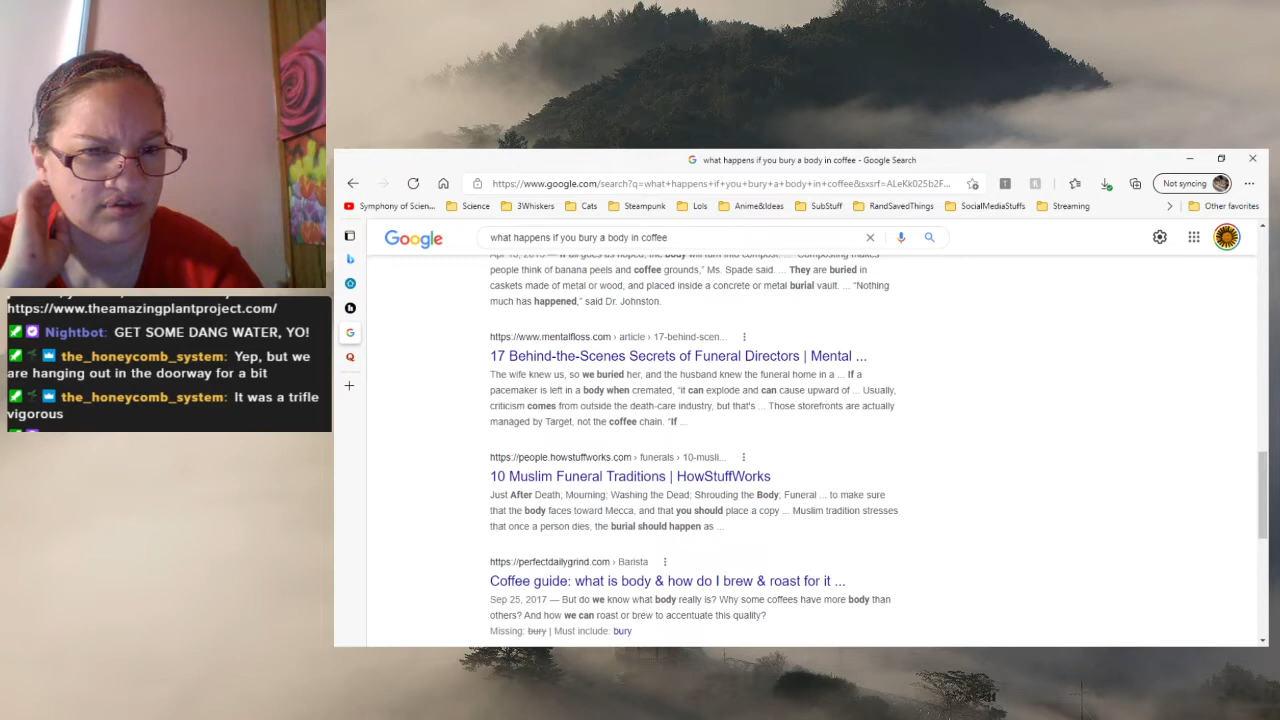 https://www.theamazingplantproject.com/
Nightbot: GET SOME DANG WATER, YO!
the_honeycomb_system: Yep, but we
are hanging out in the doorway for a bit
the_honeycomb_system: It was a trifle
vigorous
what happens if you bury a body in coffee - Google Search
https://www.google.com/search?q=what+happens+if+you+bury+a+body+in+coffee&sxsrf=ALeKk025b2F...
Not syncing
Symphony of Scien... Science 3Whiskers Cats Steampunk Lols Anime&Ideas SubStuff RandSavedThings SocialMediaStuffs Streaming Other favorites
Google
what happens if you bury a body in coffee
people think of banana peels and coffee grounds,” Ms. Spade said. ... They are buried in
caskets made of metal or wood, and placed inside a concrete or metal burial vault. ... “Nothing
much has happened,” said Dr. Johnston.
https://www.mentalfloss.com › article › 17-behind-scen...
17 Behind-the-Scenes Secrets of Funeral Directors | Mental ...
The wife knew us, so we buried her, and the husband knew the funeral home in a ... If a
pacemaker is left in a body when cremated, “it can explode and can cause upward of ... Usually,
criticism comes from outside the death-care industry, but that's ... Those storefronts are actually
managed by Target, not the coffee chain. “If ...
https://people.howstuffworks.com › funerals › 10-musli...
10 Muslim Funeral Traditions | HowStuffWorks
Just After Death; Mourning; Washing the Dead; Shrouding the Body; Funeral ... to make sure
that the body faces toward Mecca, and that you should place a copy ... Muslim tradition stresses
that once a person dies, the burial should happen as ...
https://perfectdailygrind.com › Barista
Coffee guide: what is body & how do I brew & roast for it ...
Sep 25, 2017 — But do we know what body really is? Why some coffees have more body than
others? And how we can roast or brew to accentuate this quality?
Missing: bury | Must include: bury